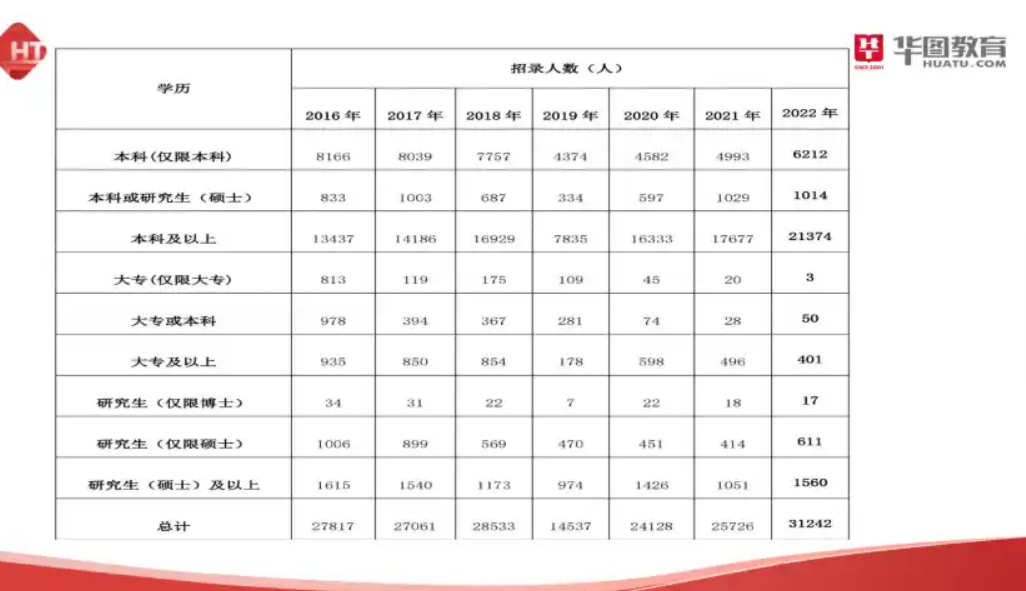 HT
华图教育
HUATU.COM
SINCE 2001
学历 招录人数（人）
2016 年 2017 年 2018 年 2019 年 2020 年 2021 年 2022 年
本科(仅限本科) 8166 8039 7757 4374 4582 4993 6212
本科或研究生（硕士） 833 1003 687 334 597 1029 1014
本科及以上 13437 14186 16929 7835 16333 17677 21374
大专(仅限大专) 813 119 175 109 45 20 3
大专或本科 978 394 367 281 74 28 50
大专及以上 935 850 854 178 598 496 401
研究生（仅限博士） 34 31 22 7 22 18 17
研究生（仅限硕士） 1006 899 569 470 451 414 611
研究生（硕士）及以上 1615 1540 1173 974 1426 1051 1560
总计 27817 27061 28533 14537 24128 25726 31242